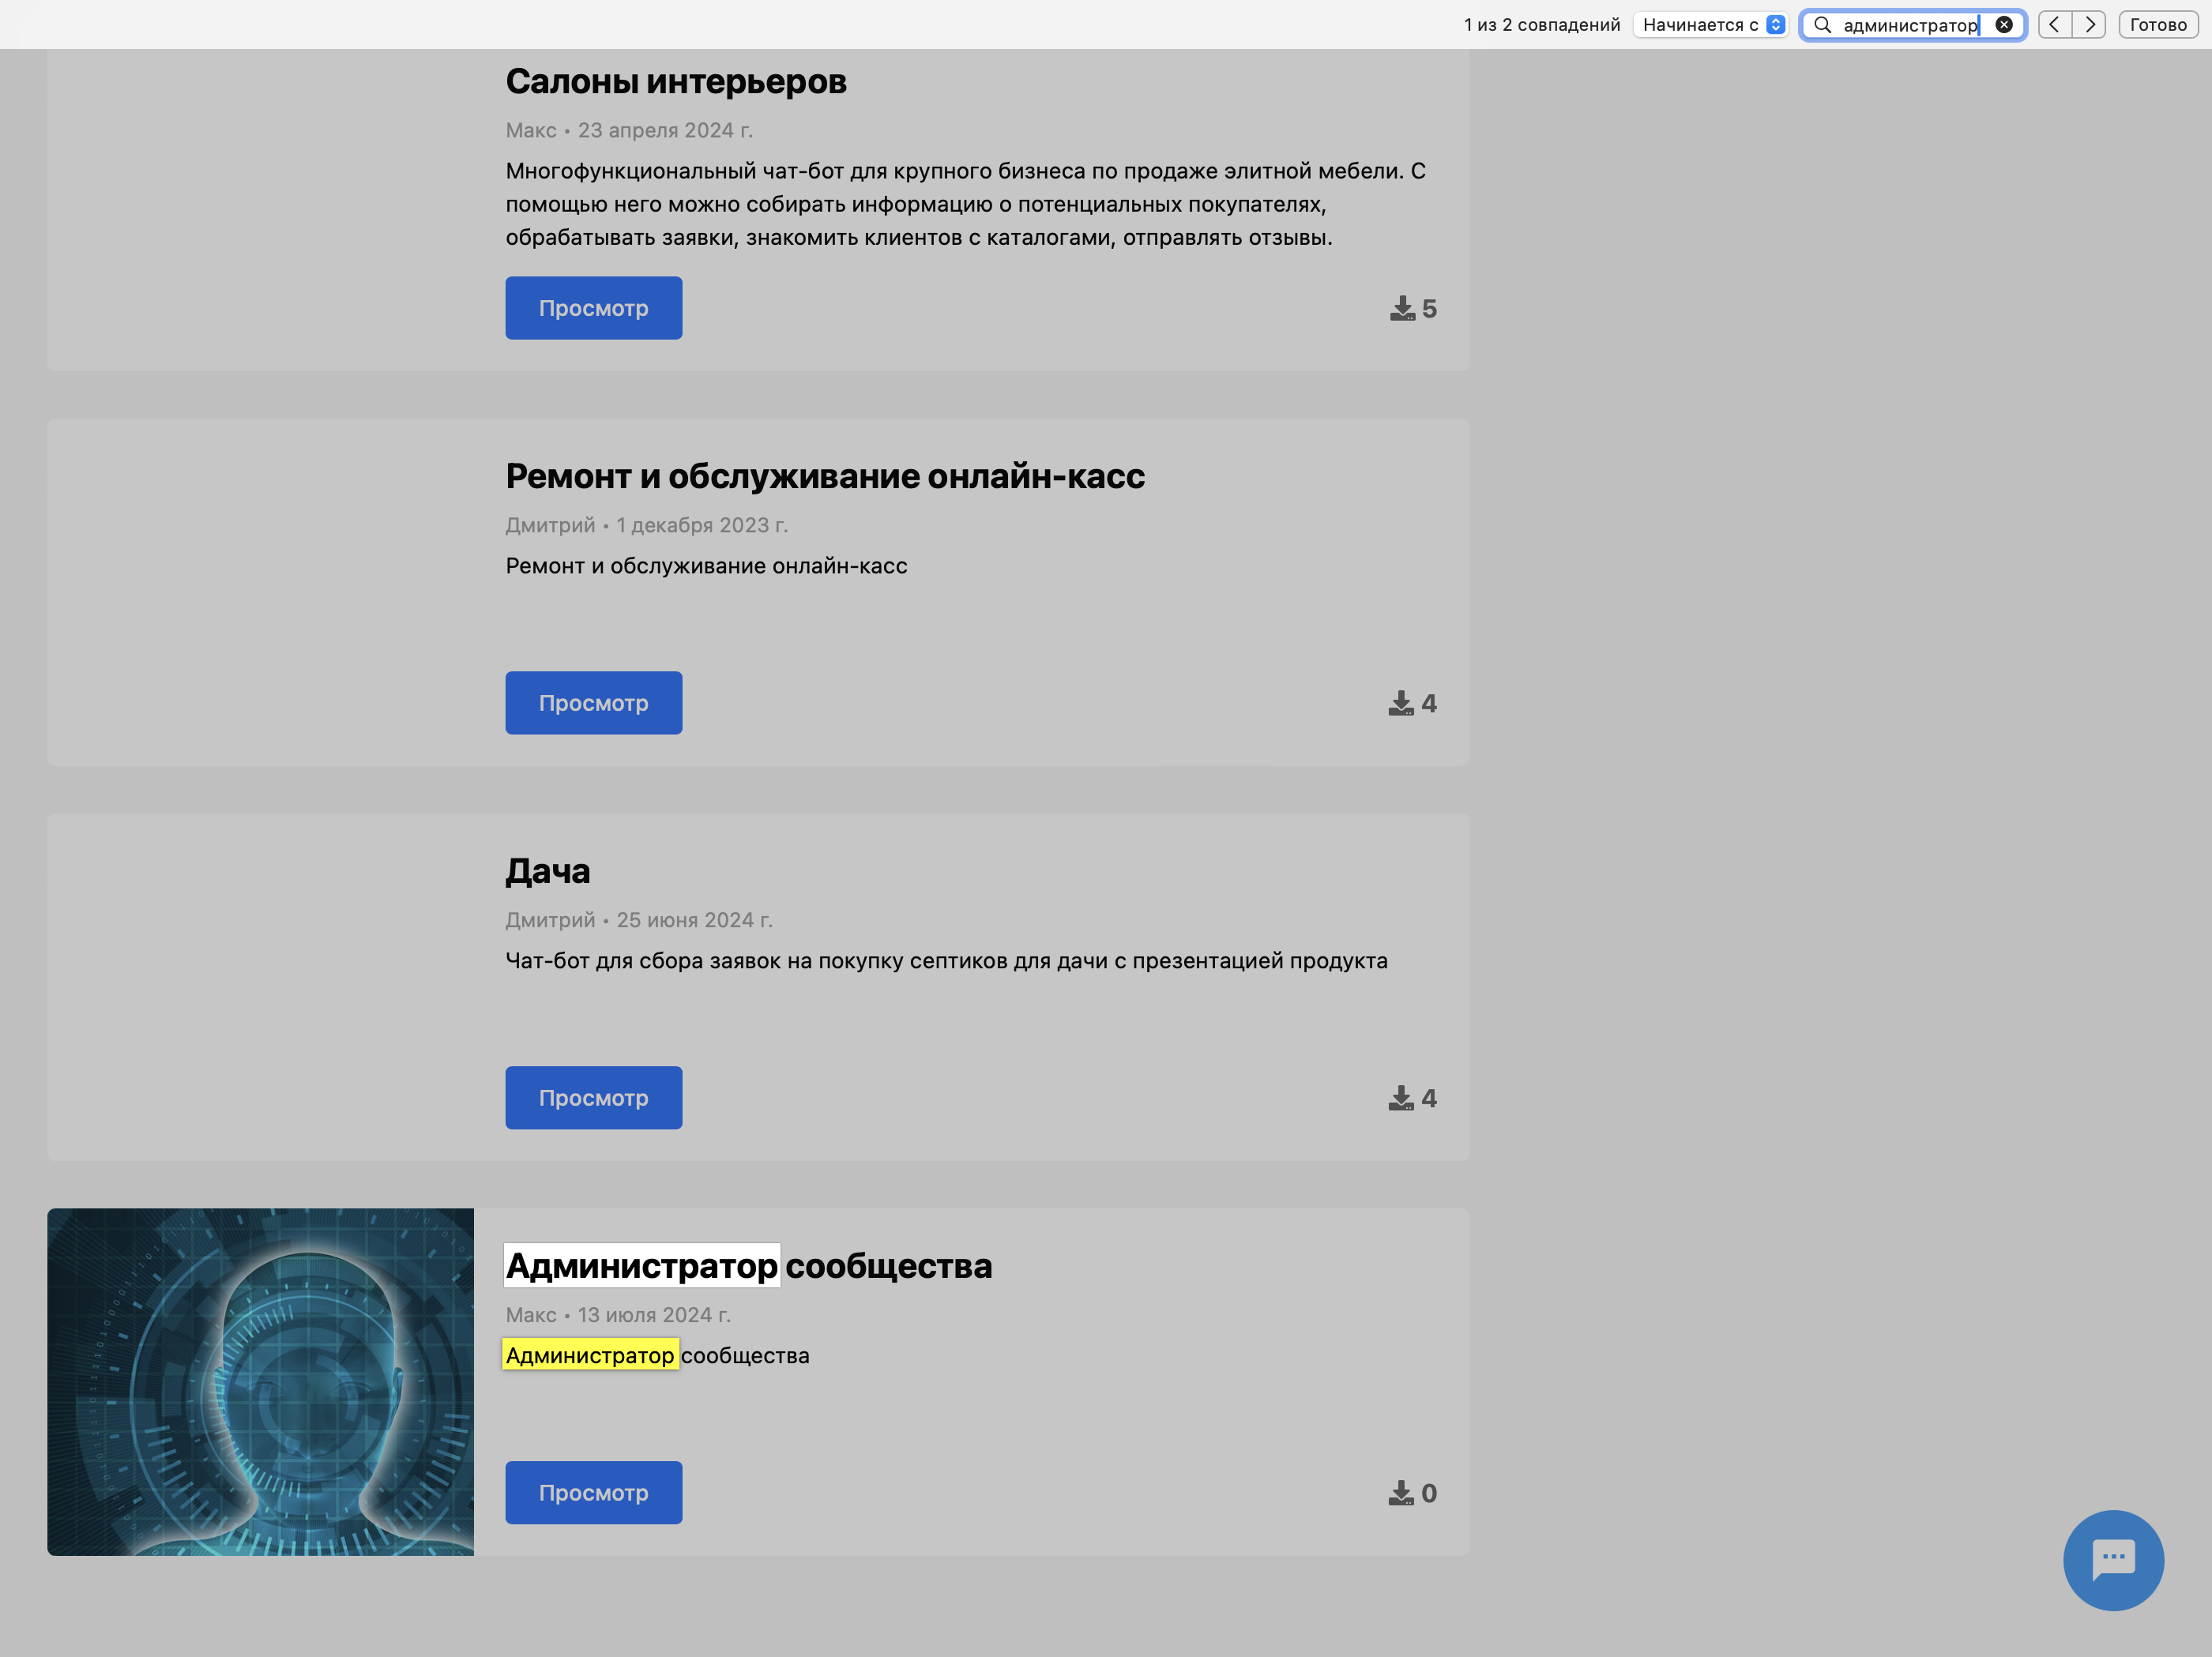 1 из 2 совпадений Начинается с администратор Готово
Салоны интерьеров
Макс • 23 апреля 2024 г.
Многофункциональный чат-бот для крупного бизнеса по продаже элитной мебели. С
помощью него можно собирать информацию о потенциальных покупателях,
обрабатывать заявки, знакомить клиентов с каталогами, отправлять отзывы.
Просмотр 5
Ремонт и обслуживание онлайн-касс
Дмитрий • 1 декабря 2023 г.
Ремонт и обслуживание онлайн-касс
Просмотр 4
Дача
Дмитрий • 25 июня 2024 г.
Чат-бот для сбора заявок на покупку септиков для дачи с презентацией продукта
Просмотр 4
Администратор сообщества
Макс • 13 июля 2024 г.
Администратор сообщества
Просмотр 0